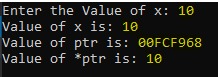 Enter the Value of x: 10
Value of x is: 10
Value of ptr is: 00FCF968
Value of *ptr is: 10